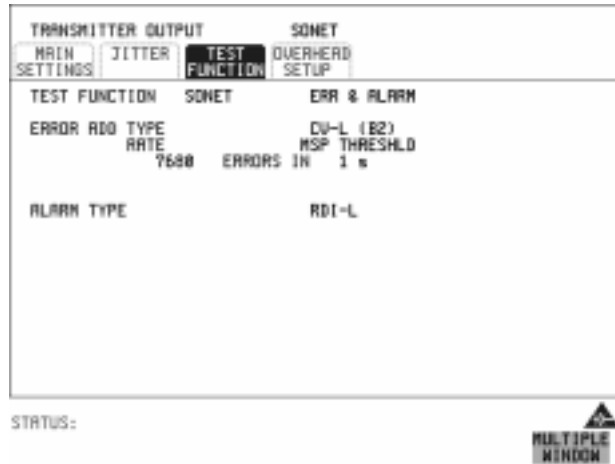 TRANSMITTER OUTPUT SONET
MAIN SETTINGS JITTER TEST FUNCTION OVERHEAD SETUP
TEST FUNCTION SONET ERR & ALARM
ERROR ADD TYPE CV-L (B2)
RATE MSP THRESHLD
7680 ERRORS IN 1 s
ALARM TYPE RDI-L
STATUS:
MULTIPLE
WINDOW